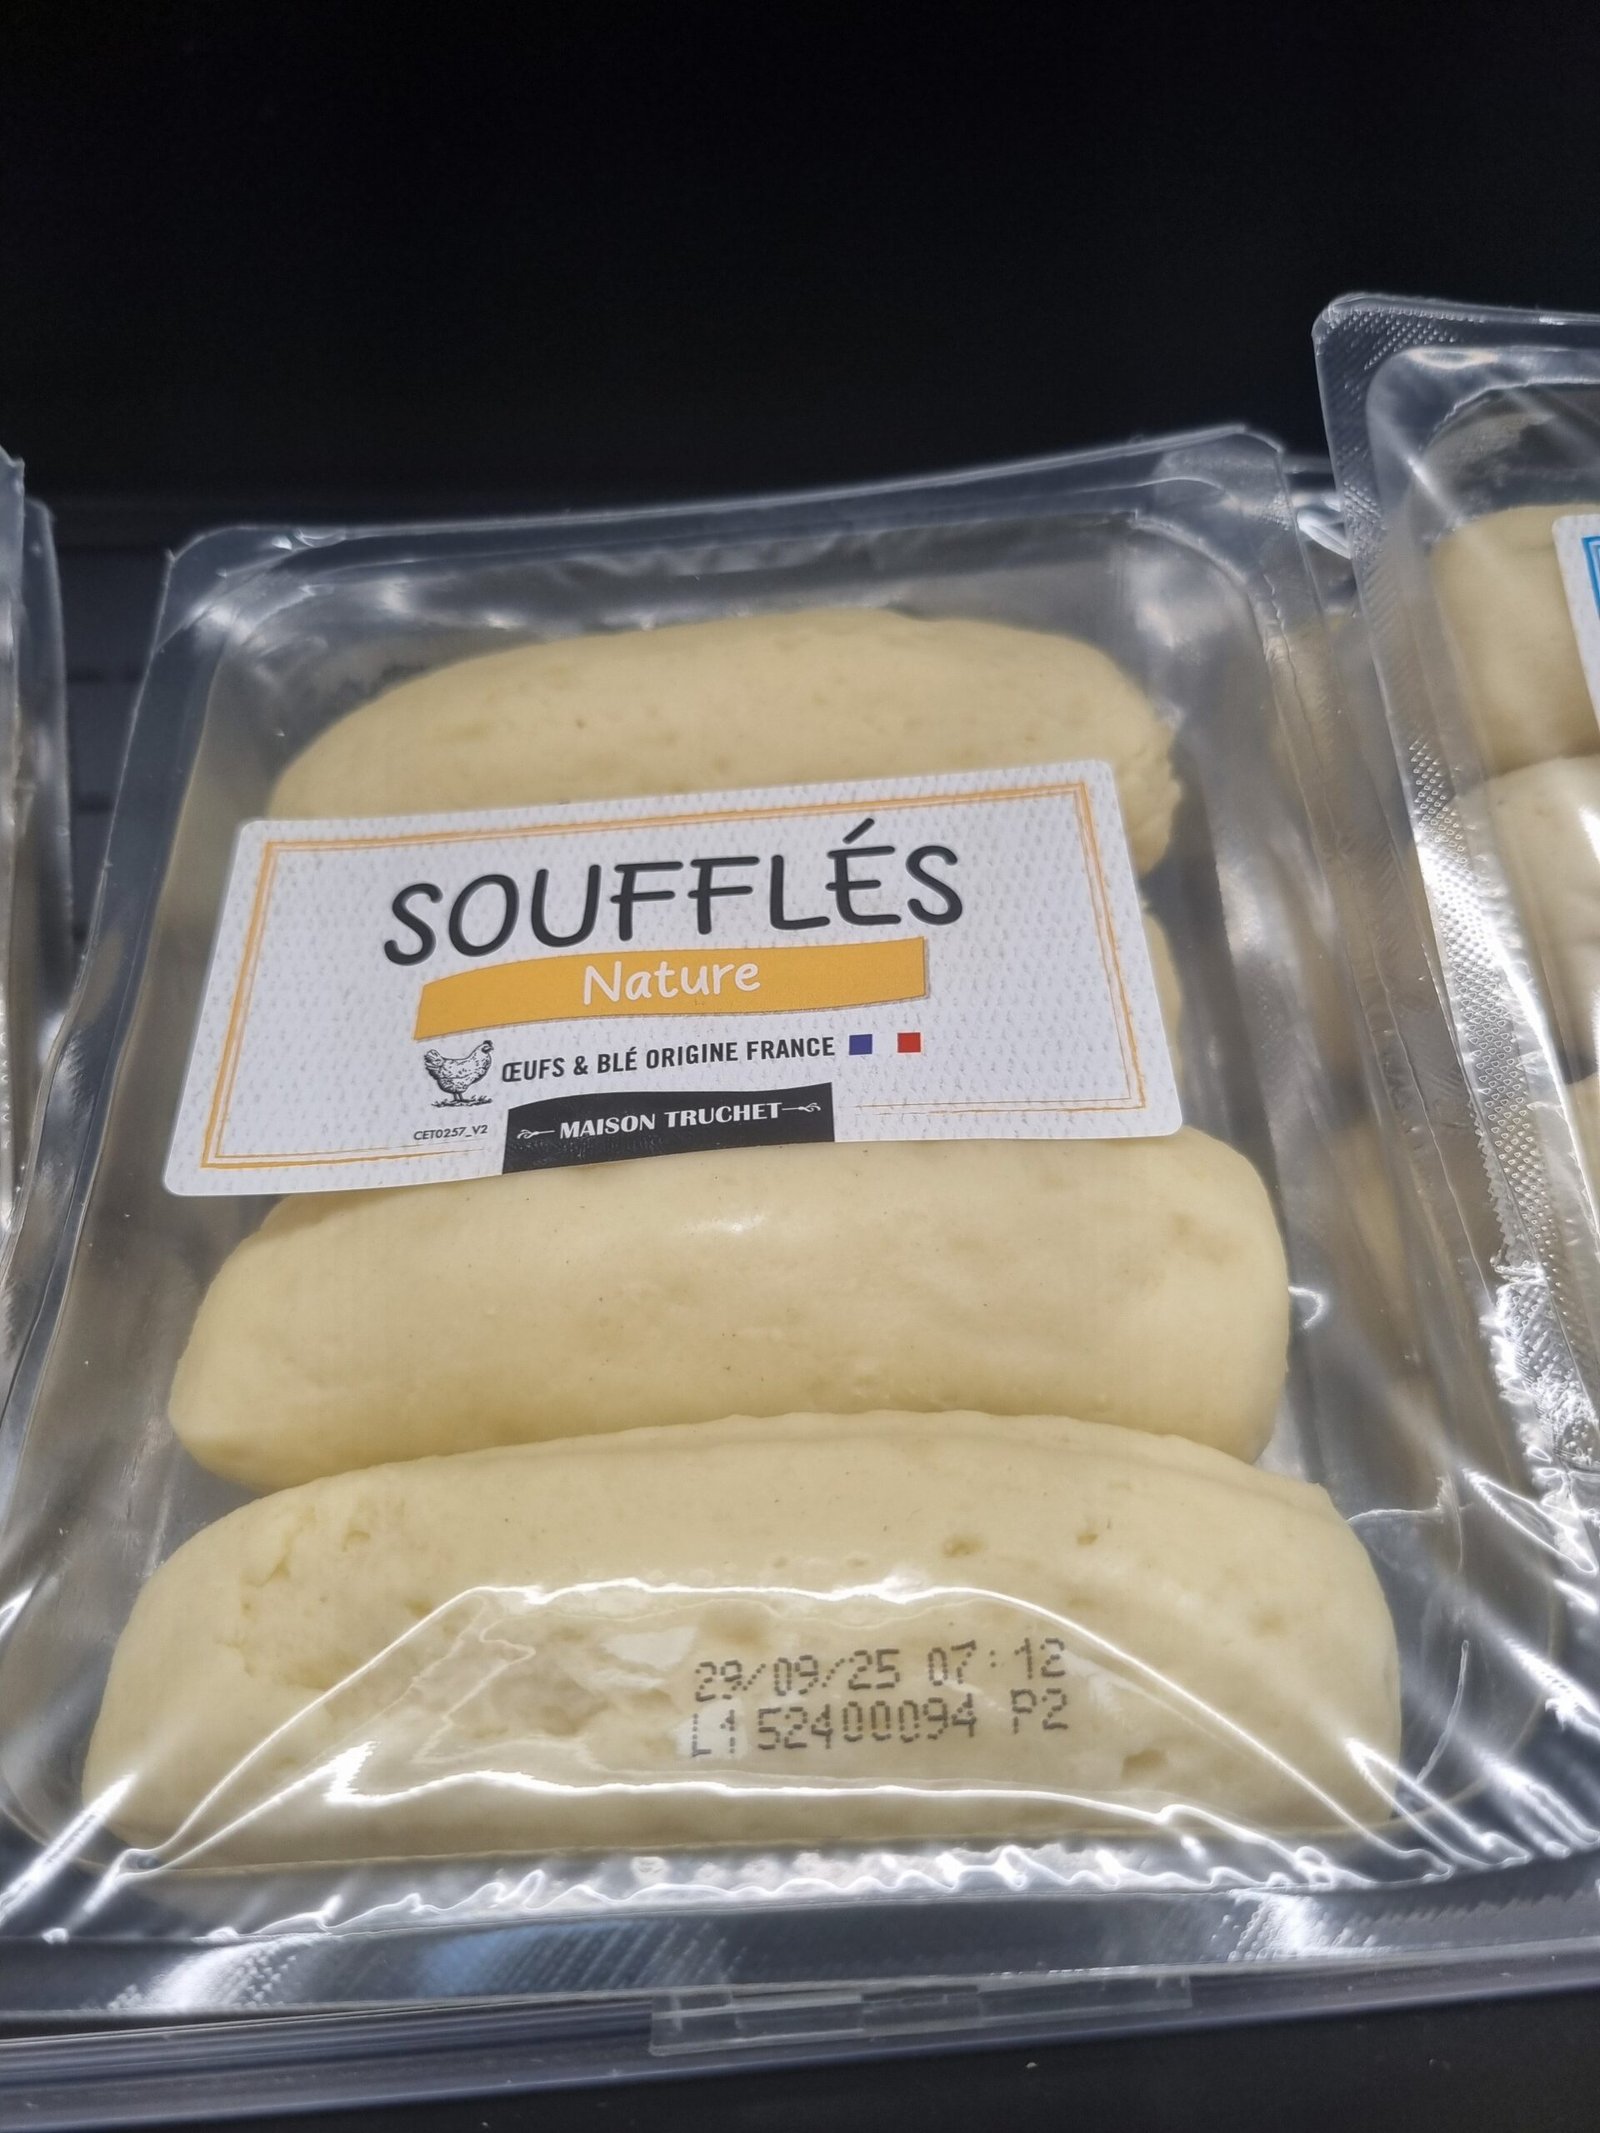 SOUFFLÉS
Nature
ŒUFS & BLÉ ORIGINE FRANCE
CET0257_V2
MAISON TRUCHET
29/09/25 07:12
L152400094 P2